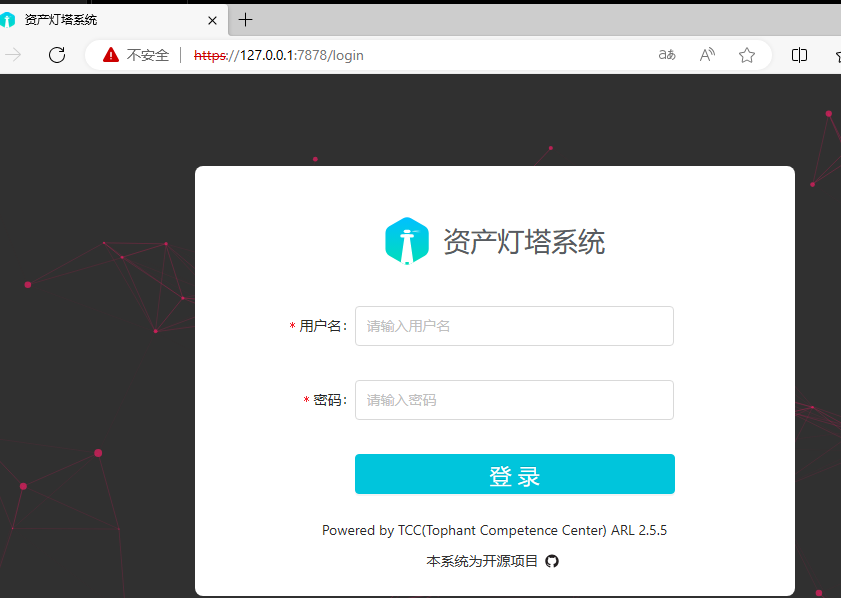 资产灯塔系统
不安全 https://127.0.0.1:7878/login aあ A
资产灯塔系统
* 用户名: 请输入用户名
* 密码: 请输入密码
登 录
Powered by TCC(Tophant Competence Center) ARL 2.5.5
本系统为开源项目